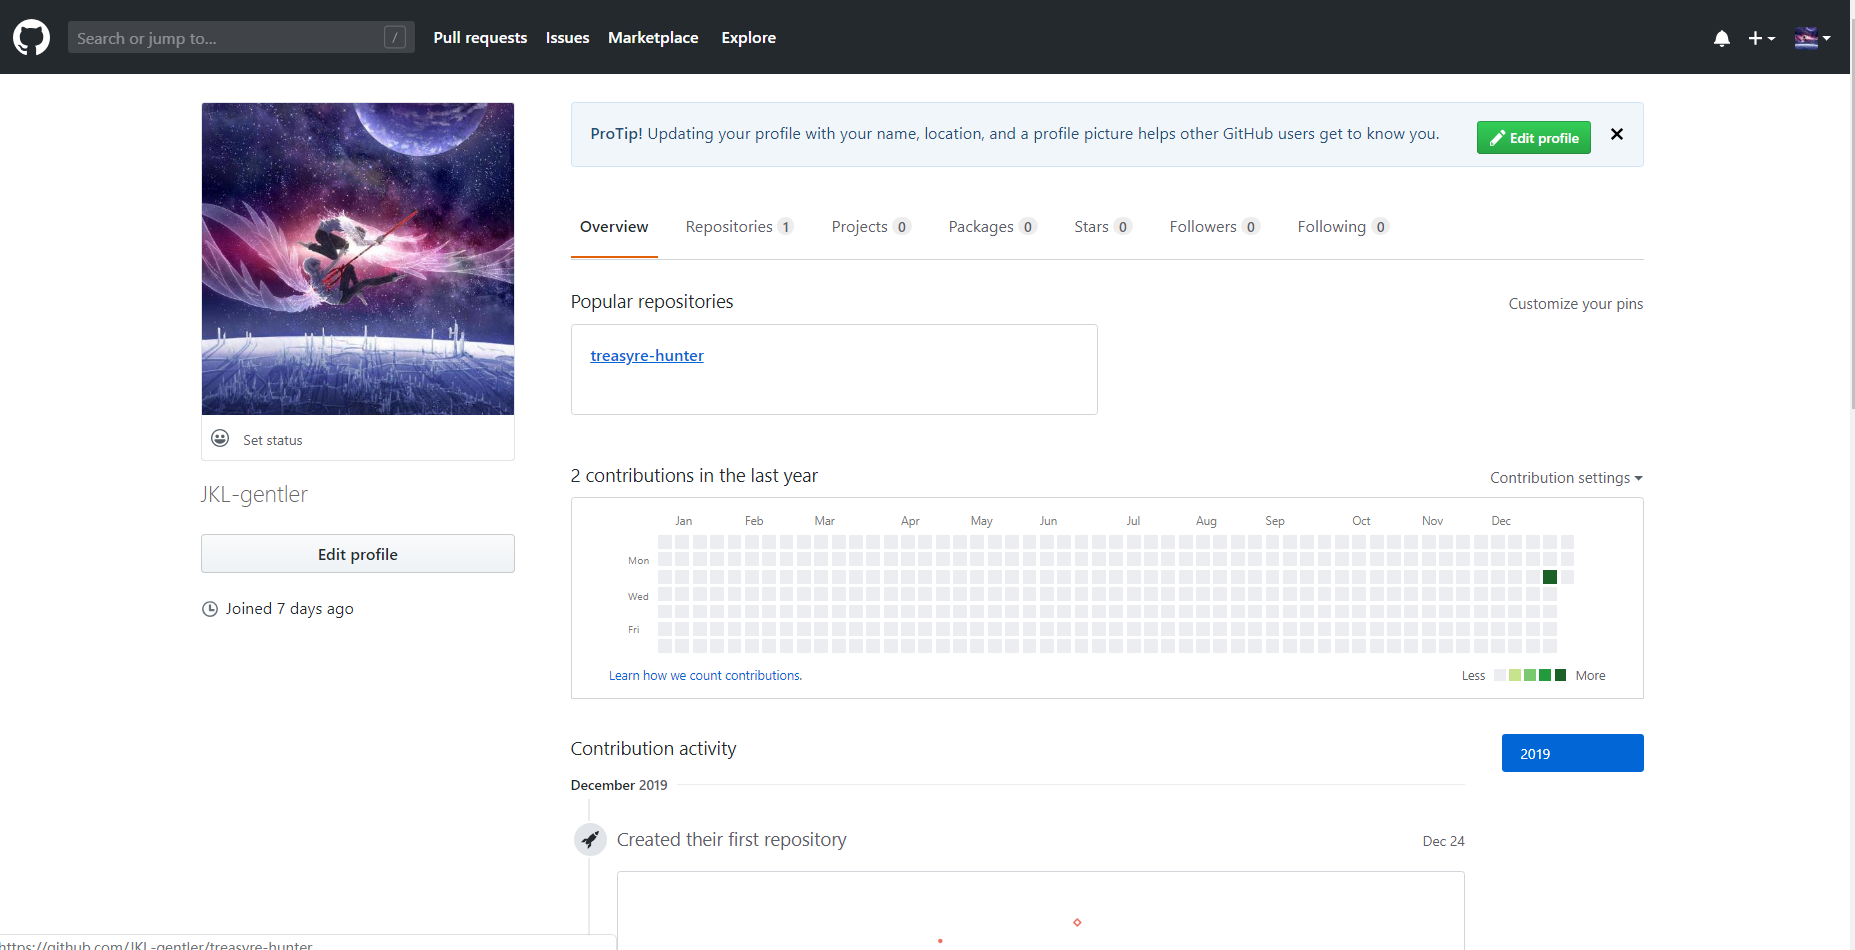 Search or jump to... /
Pull requests Issues Marketplace Explore
ProTip! Updating your profile with your name, location, and a profile picture helps other GitHub users get to know you.
Edit profile
Overview Repositories 1 Projects 0 Packages 0 Stars 0 Followers 0 Following 0
Popular repositories
Customize your pins
treasyre-hunter
Set status
JKL-gentler
Edit profile
Joined 7 days ago
2 contributions in the last year
Contribution settings
Jan Feb Mar Apr May Jun Jul Aug Sep Oct Nov Dec
Mon
Wed
Fri
Learn how we count contributions.
Less More
Contribution activity
2019
December 2019
Created their first repository
Dec 24
https://github.com/JKL-gentler/treasyre-hunter